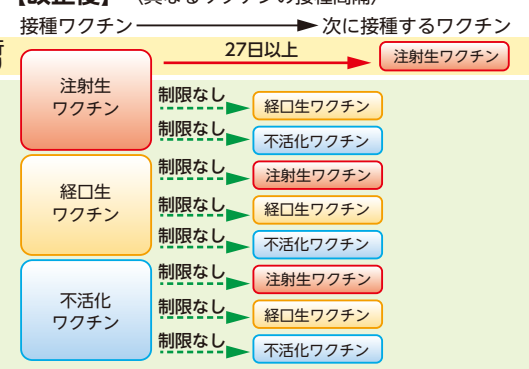 【改正後】（異なるワクチンの接種間隔）
接種ワクチン 次に接種するワクチン
27日以上 注射生ワクチン
注射生
ワクチン
制限なし 経口生ワクチン
制限なし 不活化ワクチン
経口生
ワクチン
制限なし 注射生ワクチン
制限なし 経口生ワクチン
制限なし 不活化ワクチン
不活化
ワクチン
制限なし 注射生ワクチン
制限なし 経口生ワクチン
制限なし 不活化ワクチン